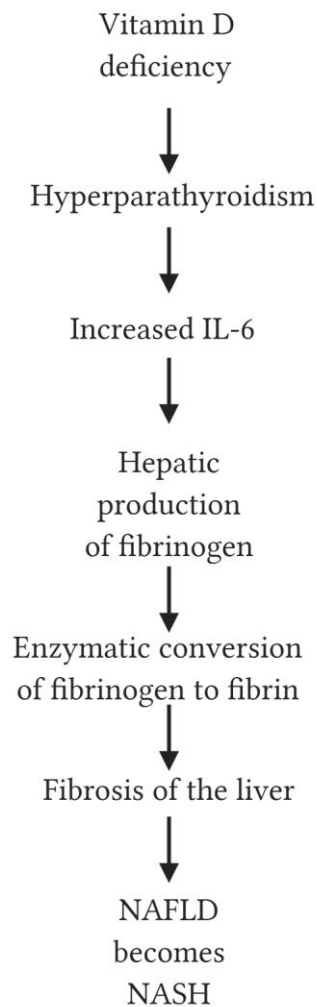 Vitamin D
deficiency
Hyperparathyroidism
Increased IL-6
Hepatic
production
of fibrinogen
Enzymatic conversion
of fibrinogen to fibrin
Fibrosis of the liver
NAFLD
becomes
NASH